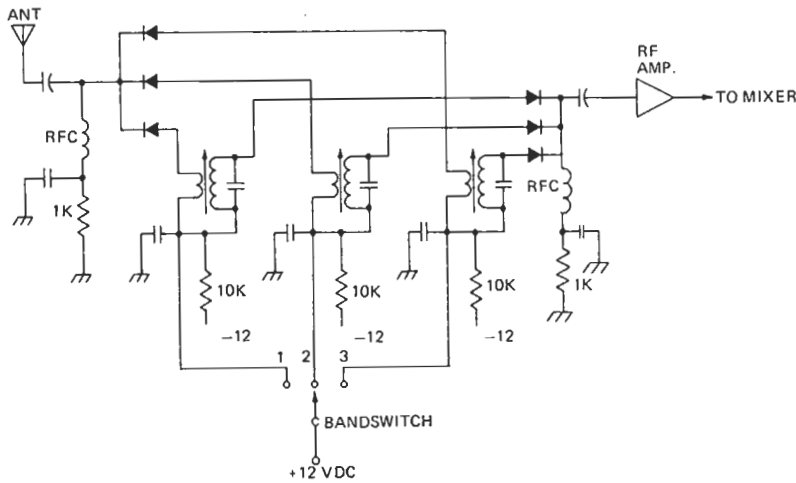 ANT
RF
AMP.
TO MIXER
RFC
RFC
1K
10K
10K
10K
1K
–12
–12
–12
1 2 3
BANDSWITCH
+12 VDC